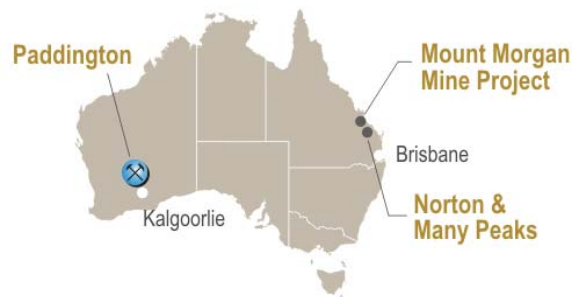 Paddington
Mount Morgan
Mine Project
Brisbane
Kalgoorlie
Norton &
Many Peaks